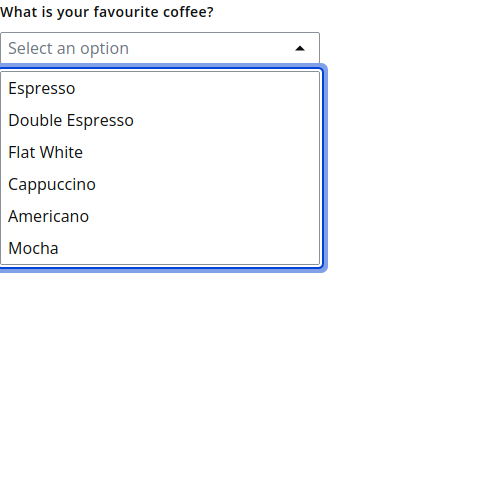 What is your favourite coffee?
Select an option
Espresso
Double Espresso
Flat White
Cappuccino
Americano
Mocha